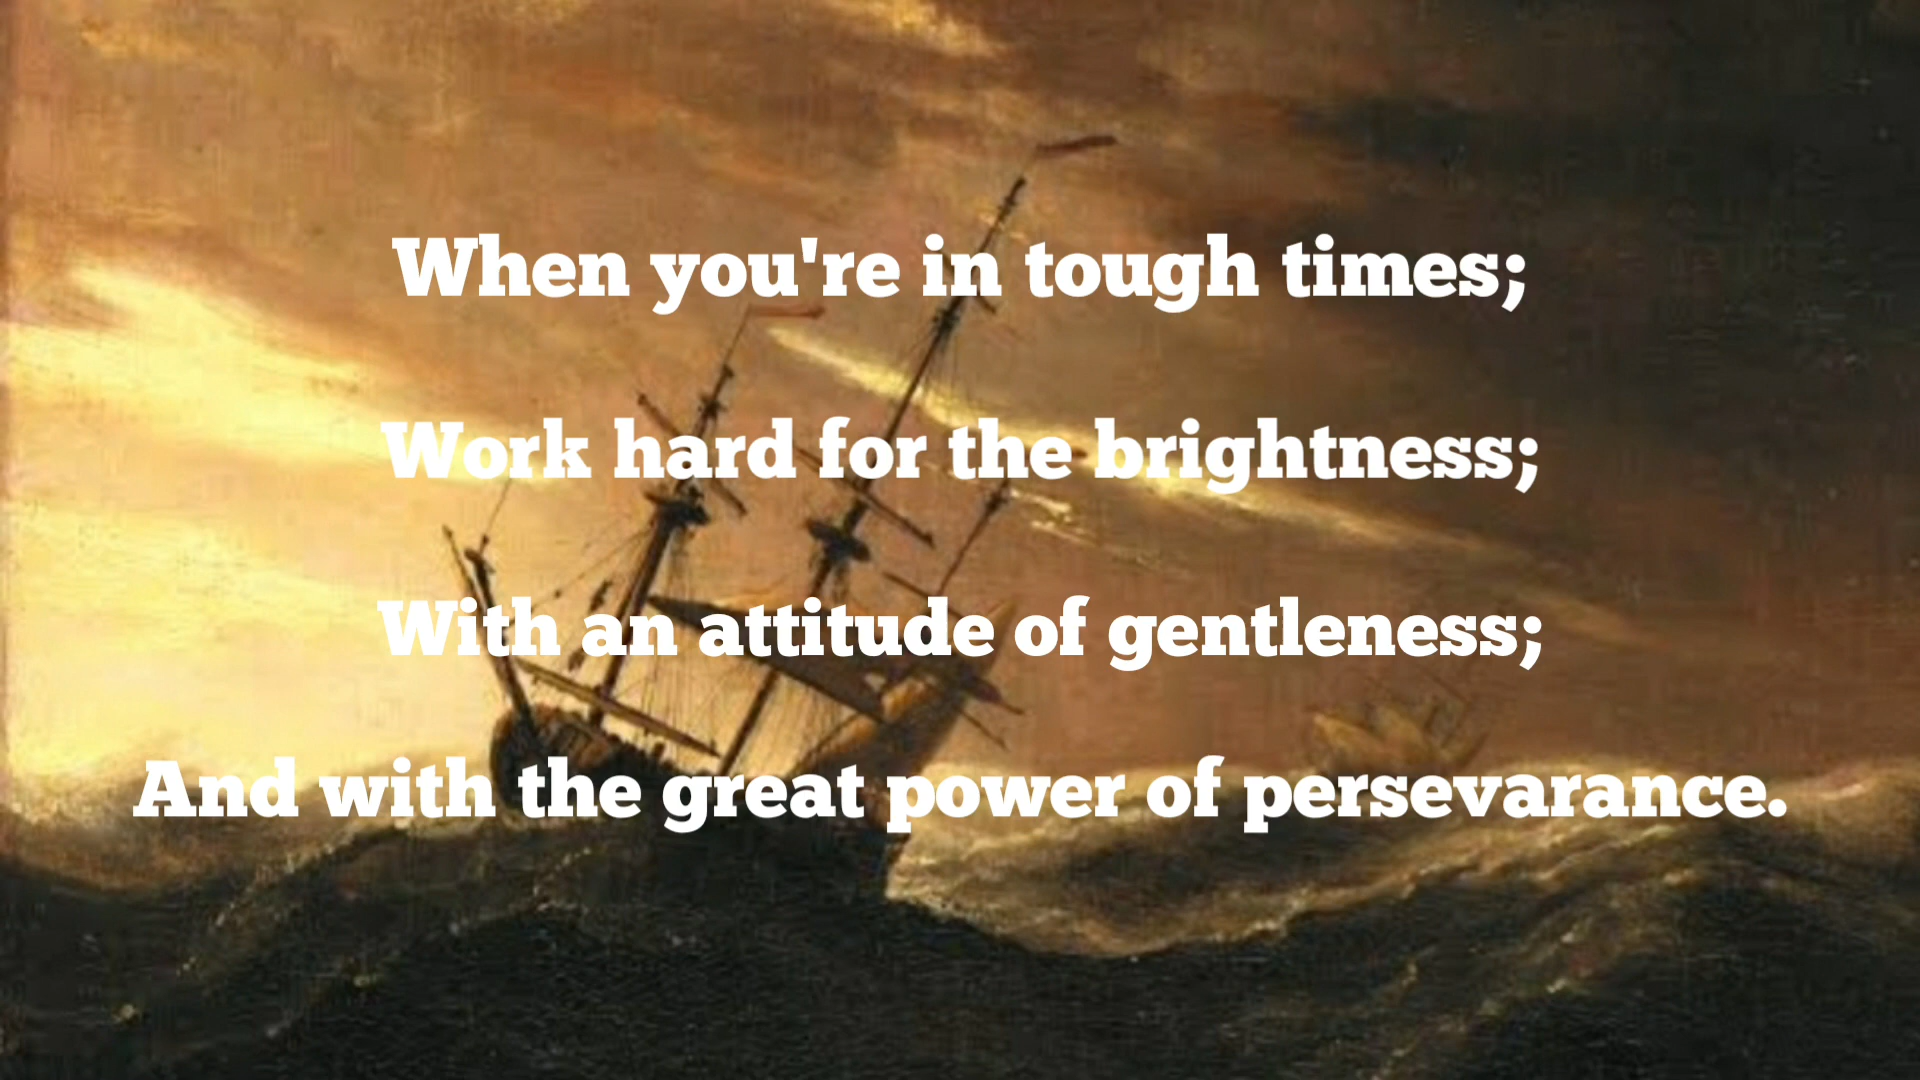 When you're in tough times;
Work hard for the brightness;
With an attitude of gentleness;
And with the great power of persevarance.